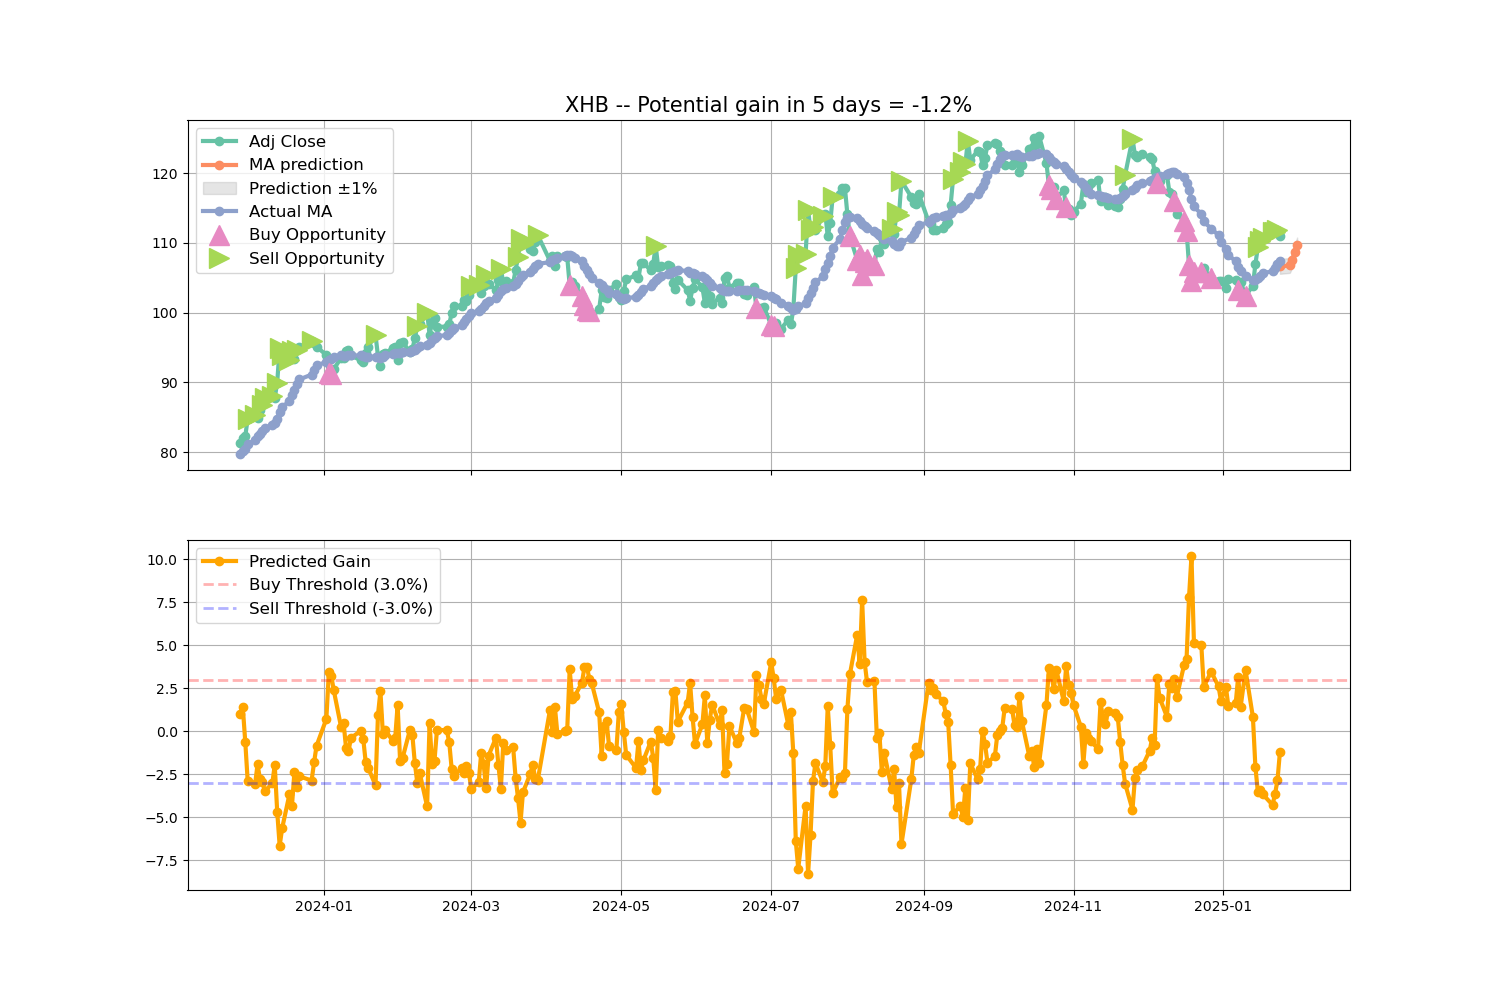 XHB -- Potential gain in 5 days = -1.2%
Adj Close
MA prediction
Prediction ±1%
Actual MA
Buy Opportunity
Sell Opportunity
120
110
100
90
80
Predicted Gain
Buy Threshold (3.0%)
Sell Threshold (-3.0%)
10.0
7.5
5.0
2.5
0.0
−2.5
−5.0
−7.5
2024-01 2024-03 2024-05 2024-07 2024-09 2024-11 2025-01